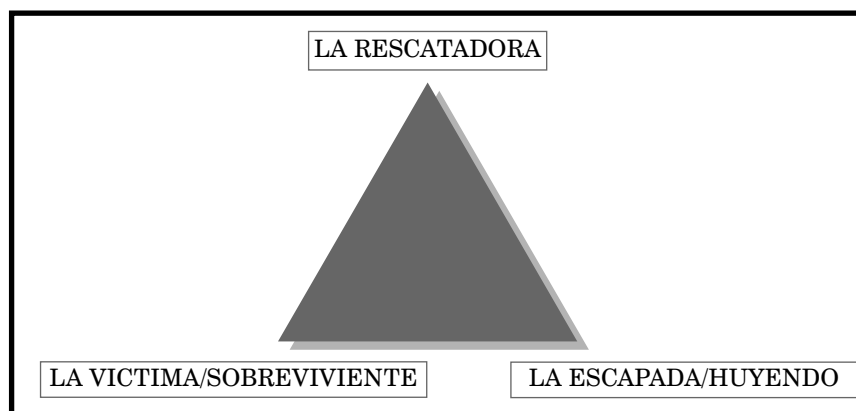 LA RESCATADORA
LA VICTIMA/SOBREVIVIENTE
LA ESCAPADA/HUYENDO